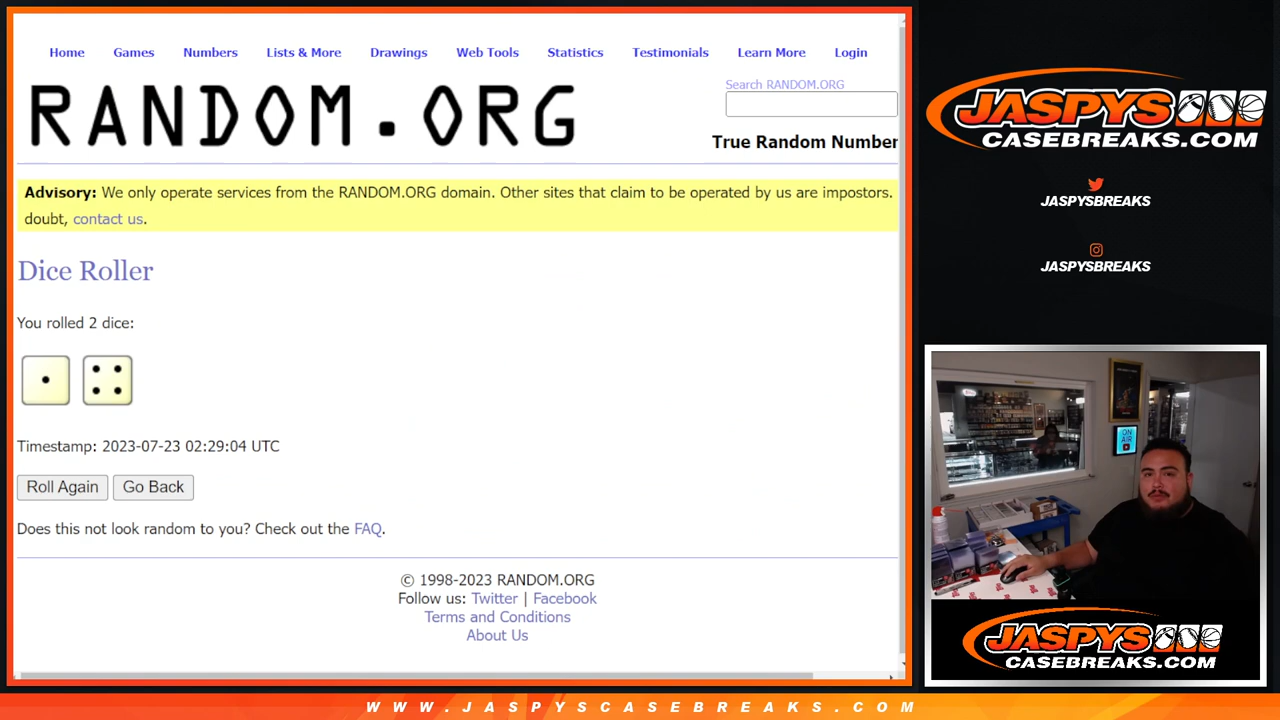 Home Games Numbers Lists & More Drawings Web Tools Statistics Testimonials Learn More Login
RANDOM.ORG
Search RANDOM.ORG
True Random Number
Advisory: We only operate services from the RANDOM.ORG domain. Other sites that claim to be operated by us are impostors.
doubt, contact us.
Dice Roller
You rolled 2 dice:
Timestamp: 2023-07-23 02:29:04 UTC
Roll Again Go Back
Does this not look random to you? Check out the FAQ.
© 1998-2023 RANDOM.ORG
Follow us: Twitter | Facebook
Terms and Conditions
About Us
JASPYS
CASEBREAKS.COM
JASPYSBREAKS
JASPYSBREAKS
ON
AIR
JASPYS
CASEBREAKS.COM
WWW.JASPYSCASEBREAKS.COM